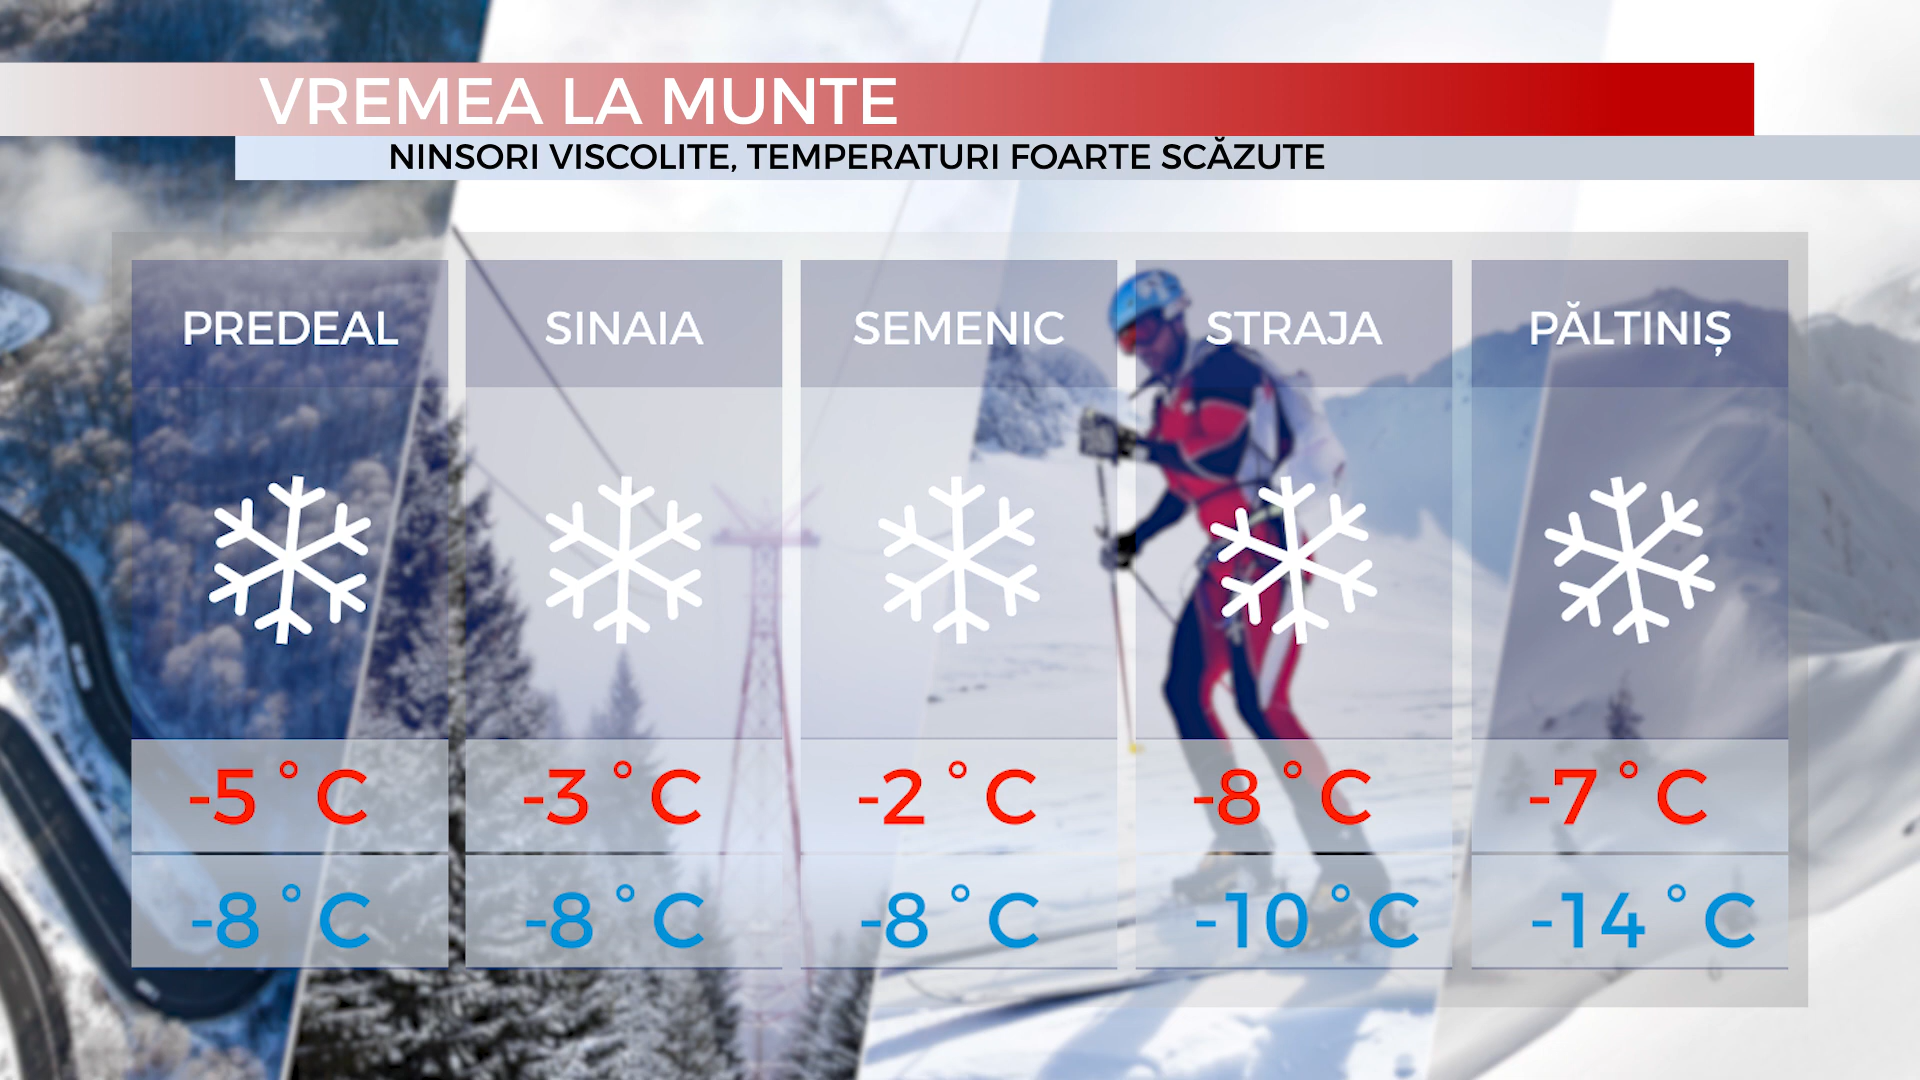 VREMEA LA MUNTE
NINSORI VISCOLITE, TEMPERATURI FOARTE SCĂZUTE
PREDEAL SINAIA SEMENIC STRAJA PĂLTINIȘ
-5°C -3°C -2°C -8°C -7°C
-8°C -8°C -8°C -10°C -14°C